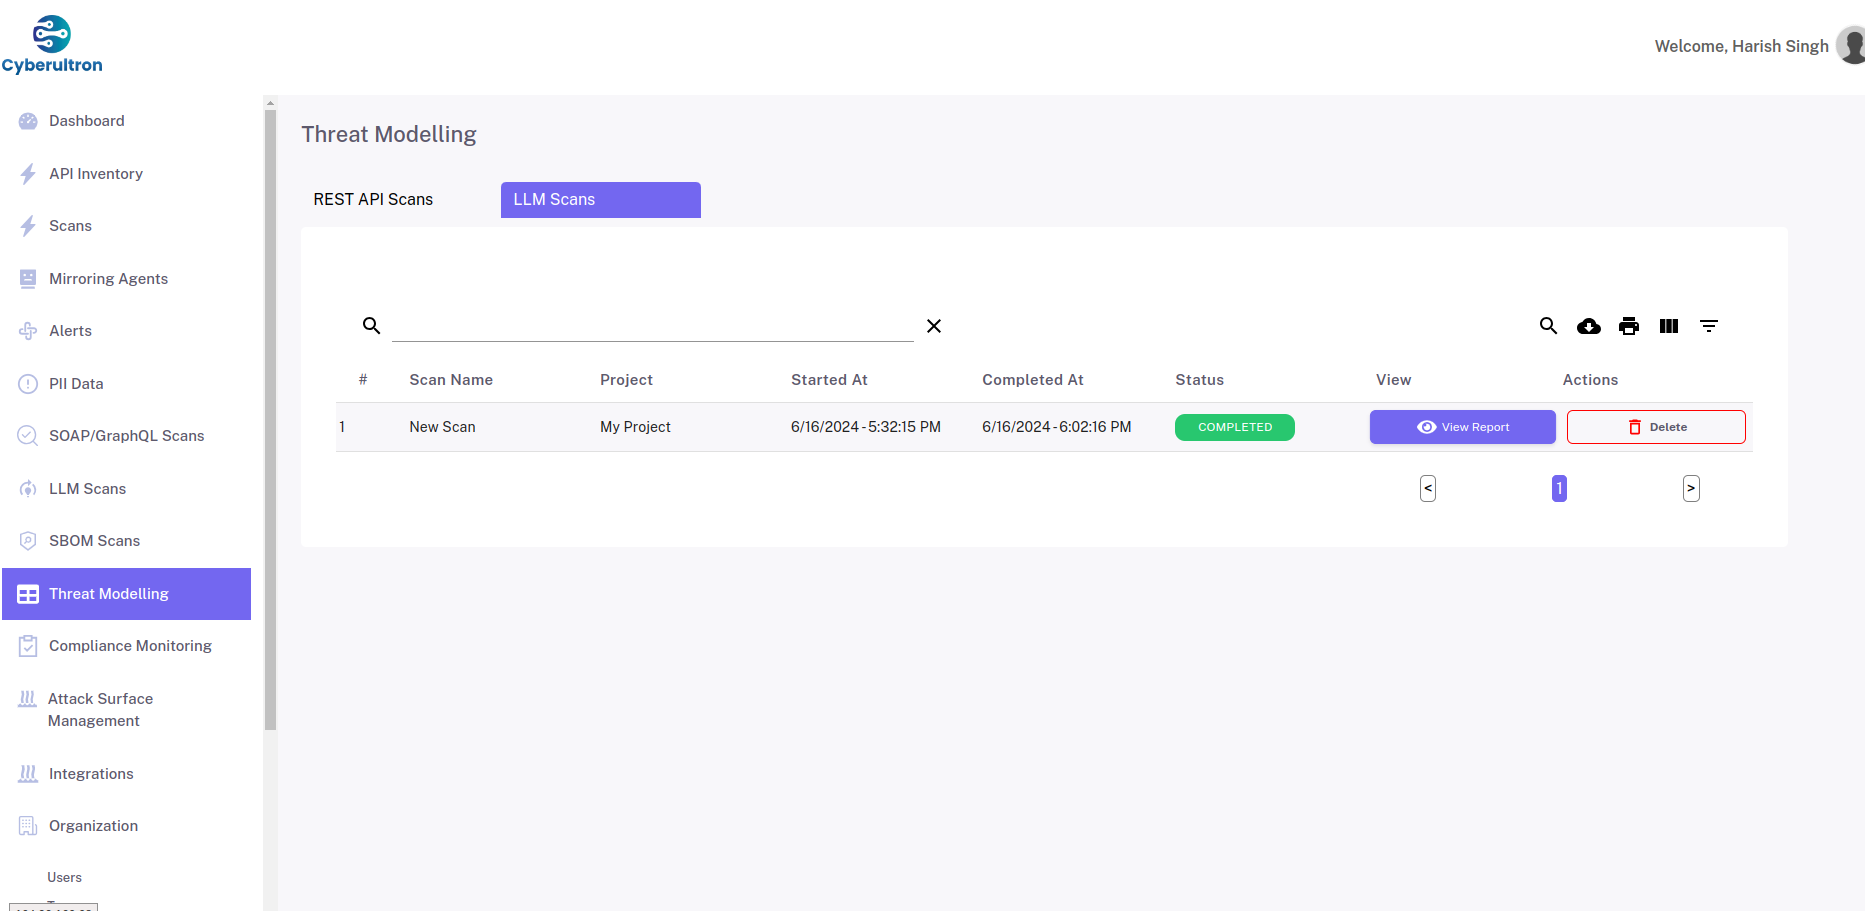 Cyberultron
Welcome, Harish Singh
Dashboard
API Inventory
Scans
Mirroring Agents
Alerts
PII Data
SOAP/GraphQL Scans
LLM Scans
SBOM Scans
Threat Modelling
Compliance Monitoring
Attack Surface
Management
Integrations
Organization
Users
Threat Modelling
REST API Scans LLM Scans
# Scan Name Project Started At Completed At Status View Actions
1 New Scan My Project 6/16/2024 - 5:32:15 PM 6/16/2024 - 6:02:16 PM COMPLETED View Report Delete
< 1 >